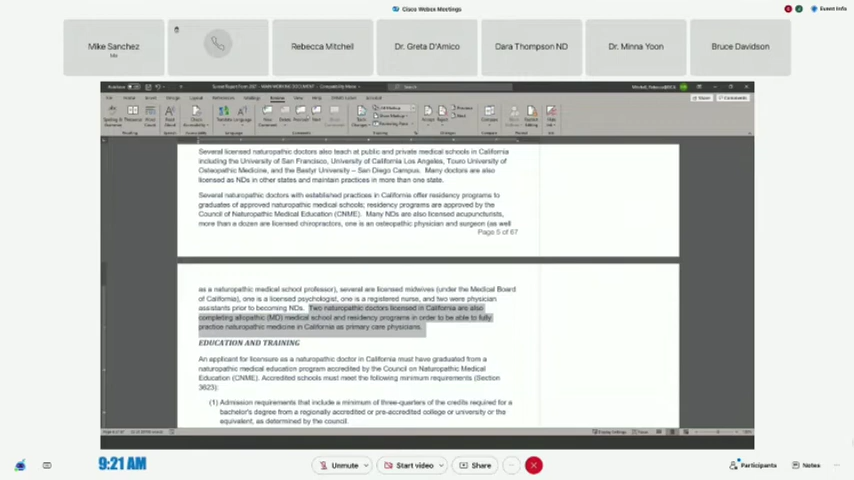 Cisco Webex Meetings
Event Info
Mike Sanchez
Me
Rebecca Mitchell
Dr. Greta D'Amico
Dara Thompson ND
Dr. Minna Yoon
Bruce Davidson
Search
Several licensed naturopathic doctors also teach at public and private medical schools in California
including the University of San Francisco, University of California Los Angeles, Touro University of
Osteopathic Medicine, and the Bastyr University – San Diego Campus. Many doctors are also
licensed as NDs in other states and maintain practices in more than one state.
Several naturopathic doctors with established practices in California offer residency programs to
graduates of approved naturopathic medical schools; residency programs are approved by the
Council of Naturopathic Medical Education (CNME). Many NDs are also licensed acupuncturists,
more than a dozen are licensed chiropractors, one is an osteopathic physician and surgeon (as well
Page 5 of 67
as a naturopathic medical school professor), several are licensed midwives (under the Medical Board
of California), one is a licensed psychologist, one is a registered nurse, and two were physician
assistants prior to becoming NDs. Two naturopathic doctors licensed in California are also
completing allopathic (MD) medical school and residency programs in order to be able to fully
practice naturopathic medicine in California as primary care physicians.
EDUCATION AND TRAINING
An applicant for licensure as a naturopathic doctor in California must have graduated from a
naturopathic medical education program accredited by the Council on Naturopathic Medical
Education (CNME). Accredited schools must meet the following minimum requirements (Section
3623):
(1) Admission requirements that include a minimum of three-quarters of the credits required for a
bachelor's degree from a regionally accredited or pre-accredited college or university or the
equivalent, as determined by the council.
9:21 AM
Unmute
Start video
Share
Participants
Notes